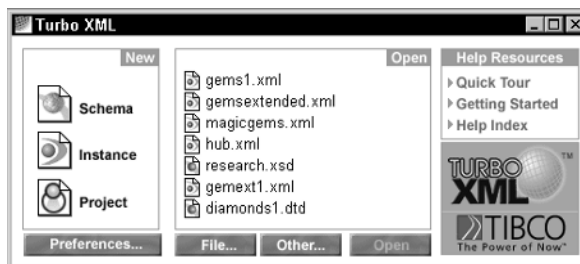 Turbo XML
New
Schema
Instance
Project
Preferences...
Open
gems1.xml
gemsextended.xml
magicgems.xml
hub.xml
research.xsd
gemext1.xml
diamonds1.dtd
File...
Other...
Open
Help Resources
Quick Tour
Getting Started
Help Index
TURBO
XML
TM
TIBCO
The Power of Now™